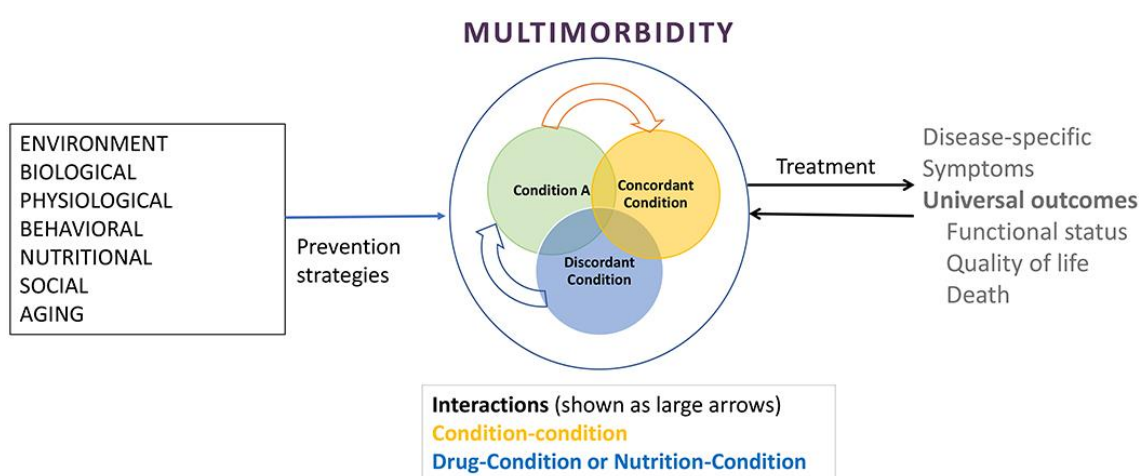 MULTIMORBIDITY
ENVIRONMENT
BIOLOGICAL
PHYSIOLOGICAL
BEHAVIORAL
NUTRITIONAL
SOCIAL
AGING
Prevention
strategies
Condition A
Concordant
Condition
Discordant
Condition
Treatment
Disease-specific
Symptoms
Universal outcomes
Functional status
Quality of life
Death
Interactions (shown as large arrows)
Condition-condition
Drug-Condition or Nutrition-Condition